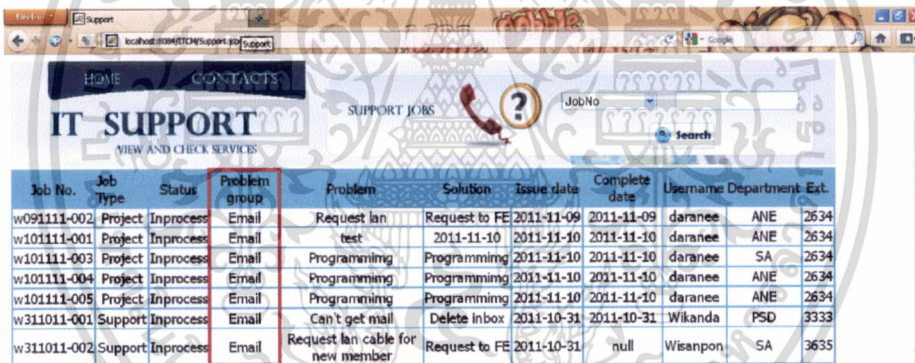 Firefox
Support
localhost:8084/ITCM/Support.jsp
Support
Google
HOME CONTACTS
IT SUPPORT
VIEW AND CHECK SERVICES
SUPPORT JOBS
?
JobNo
Search
Job No. Job Type Status Problem group Problem Solution Issue date Complete date Username Department Ext.
w091111-002 Project Inprocess Email Request lan Request to FE 2011-11-09 2011-11-09 daranee ANE 2634
w101111-001 Project Inprocess Email test 2011-11-10 2011-11-10 2011-11-10 daranee ANE 2634
w101111-003 Project Inprocess Email Programmimg Programmimg 2011-11-10 2011-11-10 daranee SA 2634
w101111-004 Project Inprocess Email Programmimg Programmimg 2011-11-10 2011-11-10 daranee ANE 2634
w101111-005 Project Inprocess Email Programmimg Programmimg 2011-11-10 2011-11-10 daranee ANE 2634
w311011-001 Support Inprocess Email Can't get mail Delete inbox 2011-10-31 2011-10-31 Wikanda PSD 3333
w311011-002 Support Inprocess Email Request lan cable for new member Request to FE 2011-10-31 null Wisanpon SA 3635